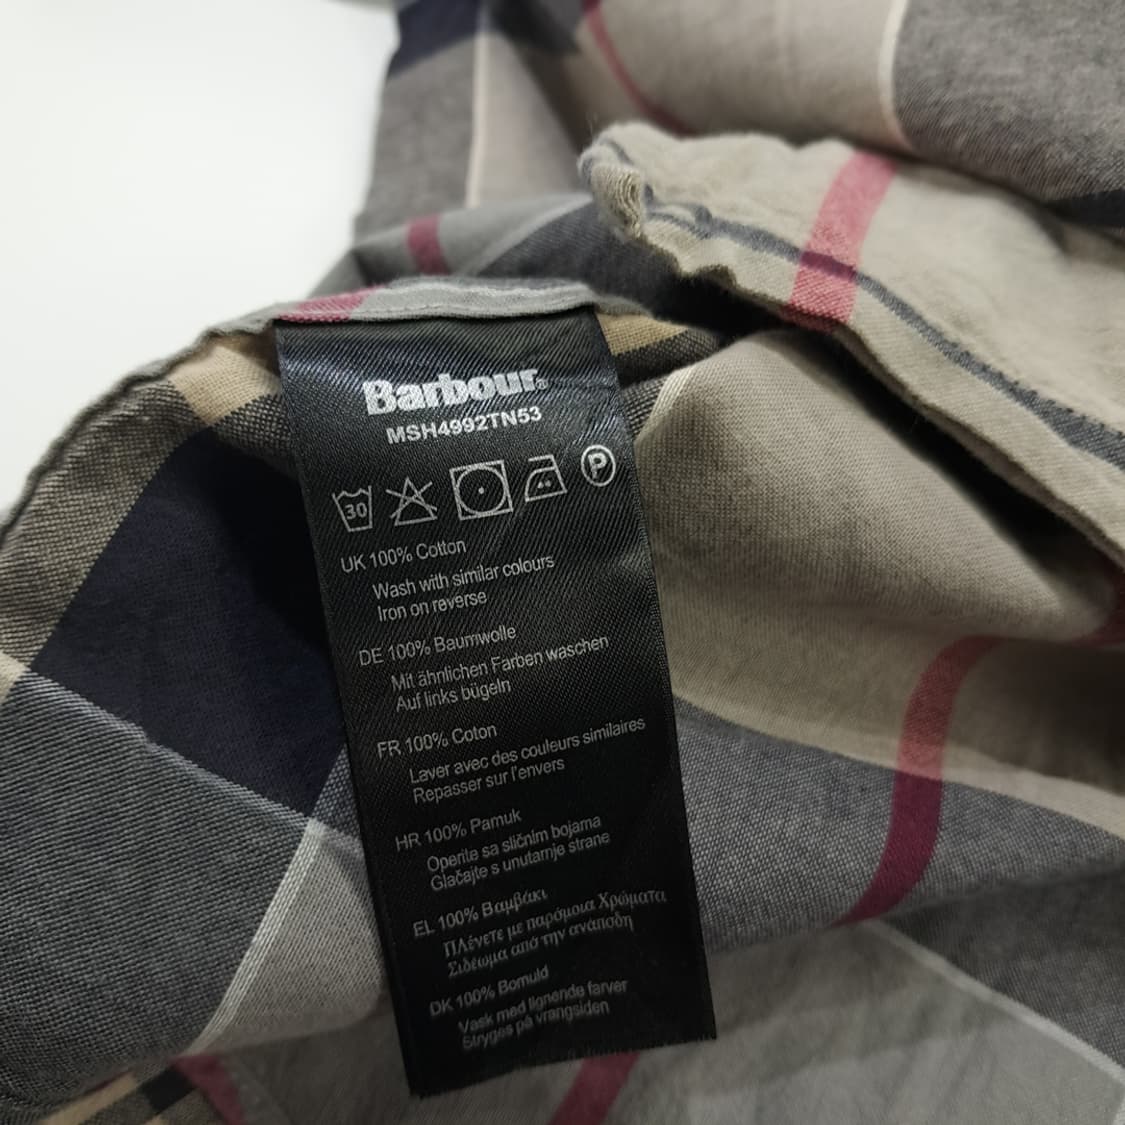 Barbour®
MSH4992TN53
30
P
UK 100% Cotton
Wash with similar colours
Iron on reverse
DE 100% Baumwolle
Mit ähnlichen Farben waschen
Auf links bügeln
FR 100% Coton
Laver avec des couleurs similaires
Repasser sur l'envers
HR 100% Pamuk
Operite sa sličnim bojama
Glačajte s unutarnje strane
EL 100% Βαμβάκι
ΠΛένετε με παρόμοια Χρώματα
Σιδέωμα από την ανάποδη
DK 100% Bomuld
Vask med lignende farver
Stryges på vrangsiden